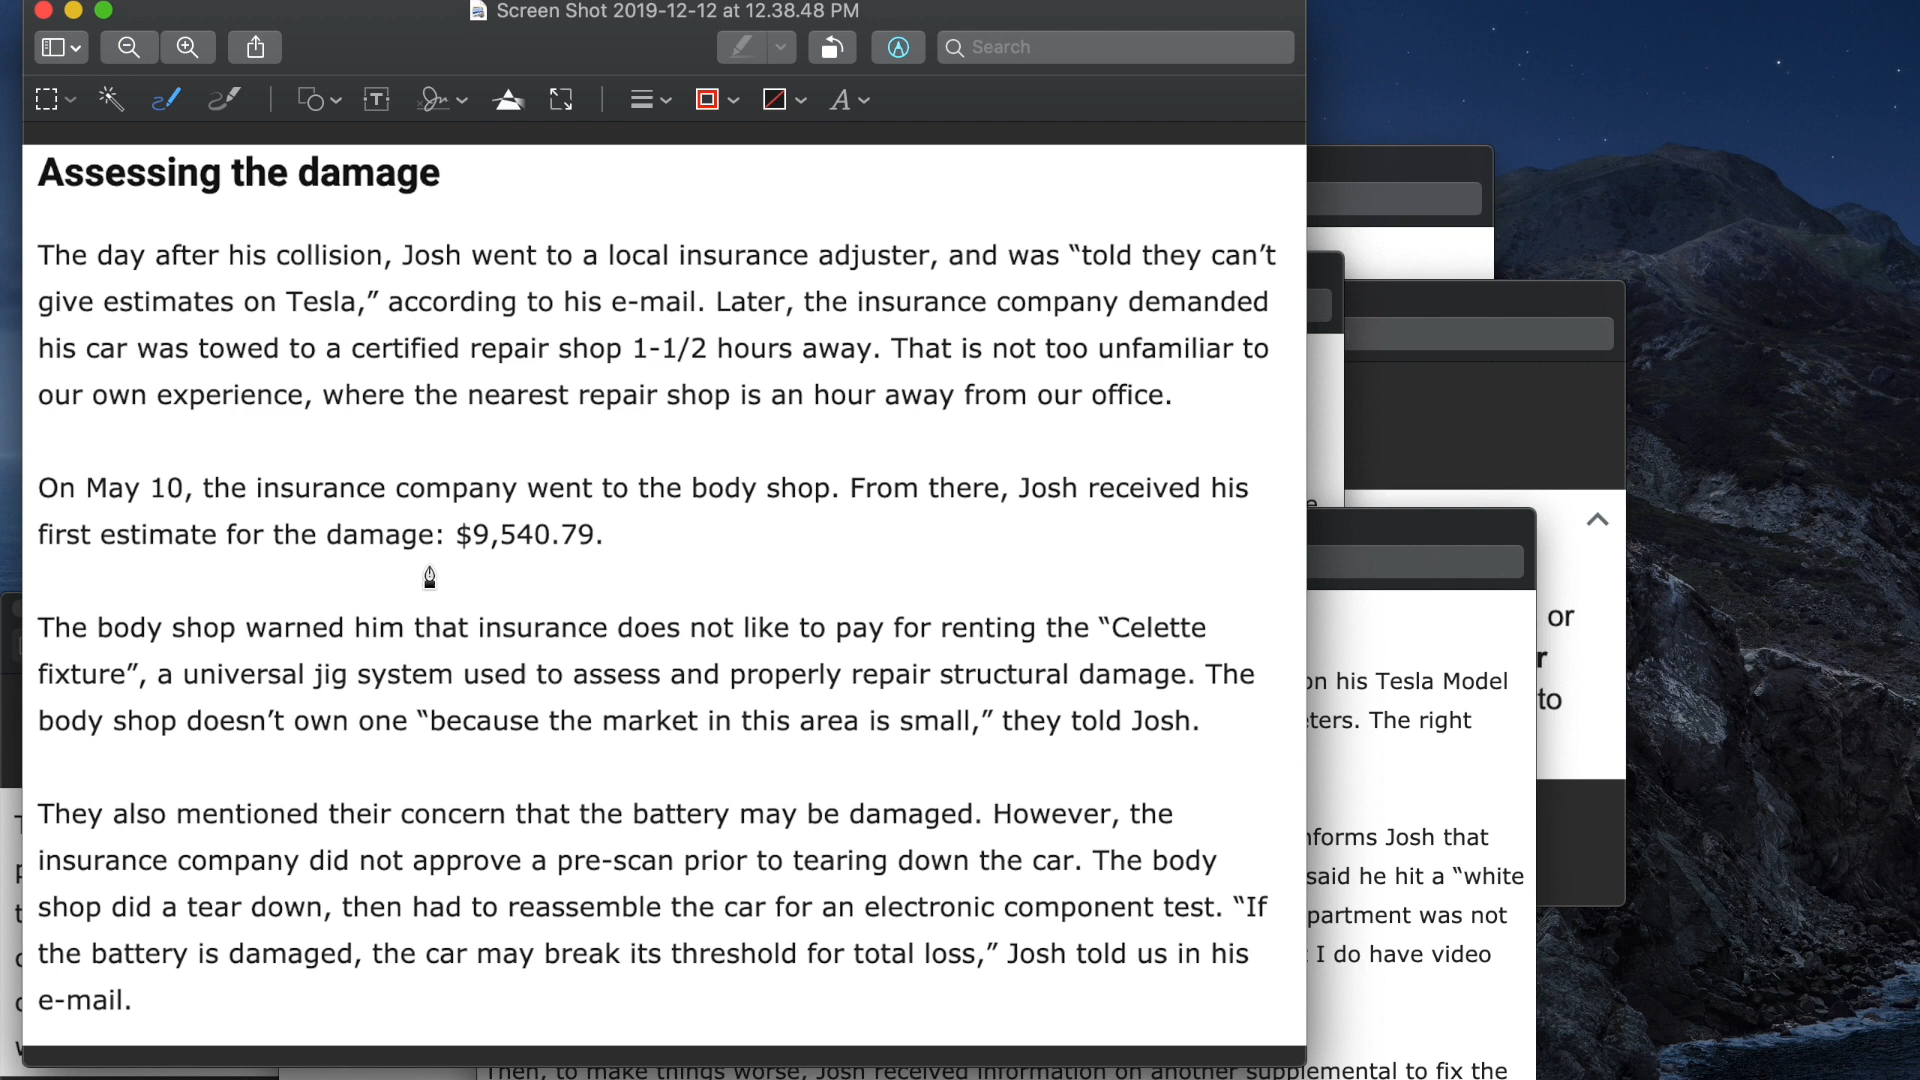 Screen Shot 2019-12-12 at 12.38.48 PM
Search
Assessing the damage
The day after his collision, Josh went to a local insurance adjuster, and was “told they can’t
give estimates on Tesla,” according to his e-mail. Later, the insurance company demanded
his car was towed to a certified repair shop 1-1/2 hours away. That is not too unfamiliar to
our own experience, where the nearest repair shop is an hour away from our office.
On May 10, the insurance company went to the body shop. From there, Josh received his
first estimate for the damage: $9,540.79.
The body shop warned him that insurance does not like to pay for renting the “Celette
fixture”, a universal jig system used to assess and properly repair structural damage. The
body shop doesn’t own one “because the market in this area is small,” they told Josh.
They also mentioned their concern that the battery may be damaged. However, the
insurance company did not approve a pre-scan prior to tearing down the car. The body
shop did a tear down, then had to reassemble the car for an electronic component test. “If
the battery is damaged, the car may break its threshold for total loss,” Josh told us in his
e-mail.
or
to
on his Tesla Model
The right
informs Josh that
said he hit a “white
was not
I do have video
Then, to make things worse, Josh received information on another supplemental to fix the